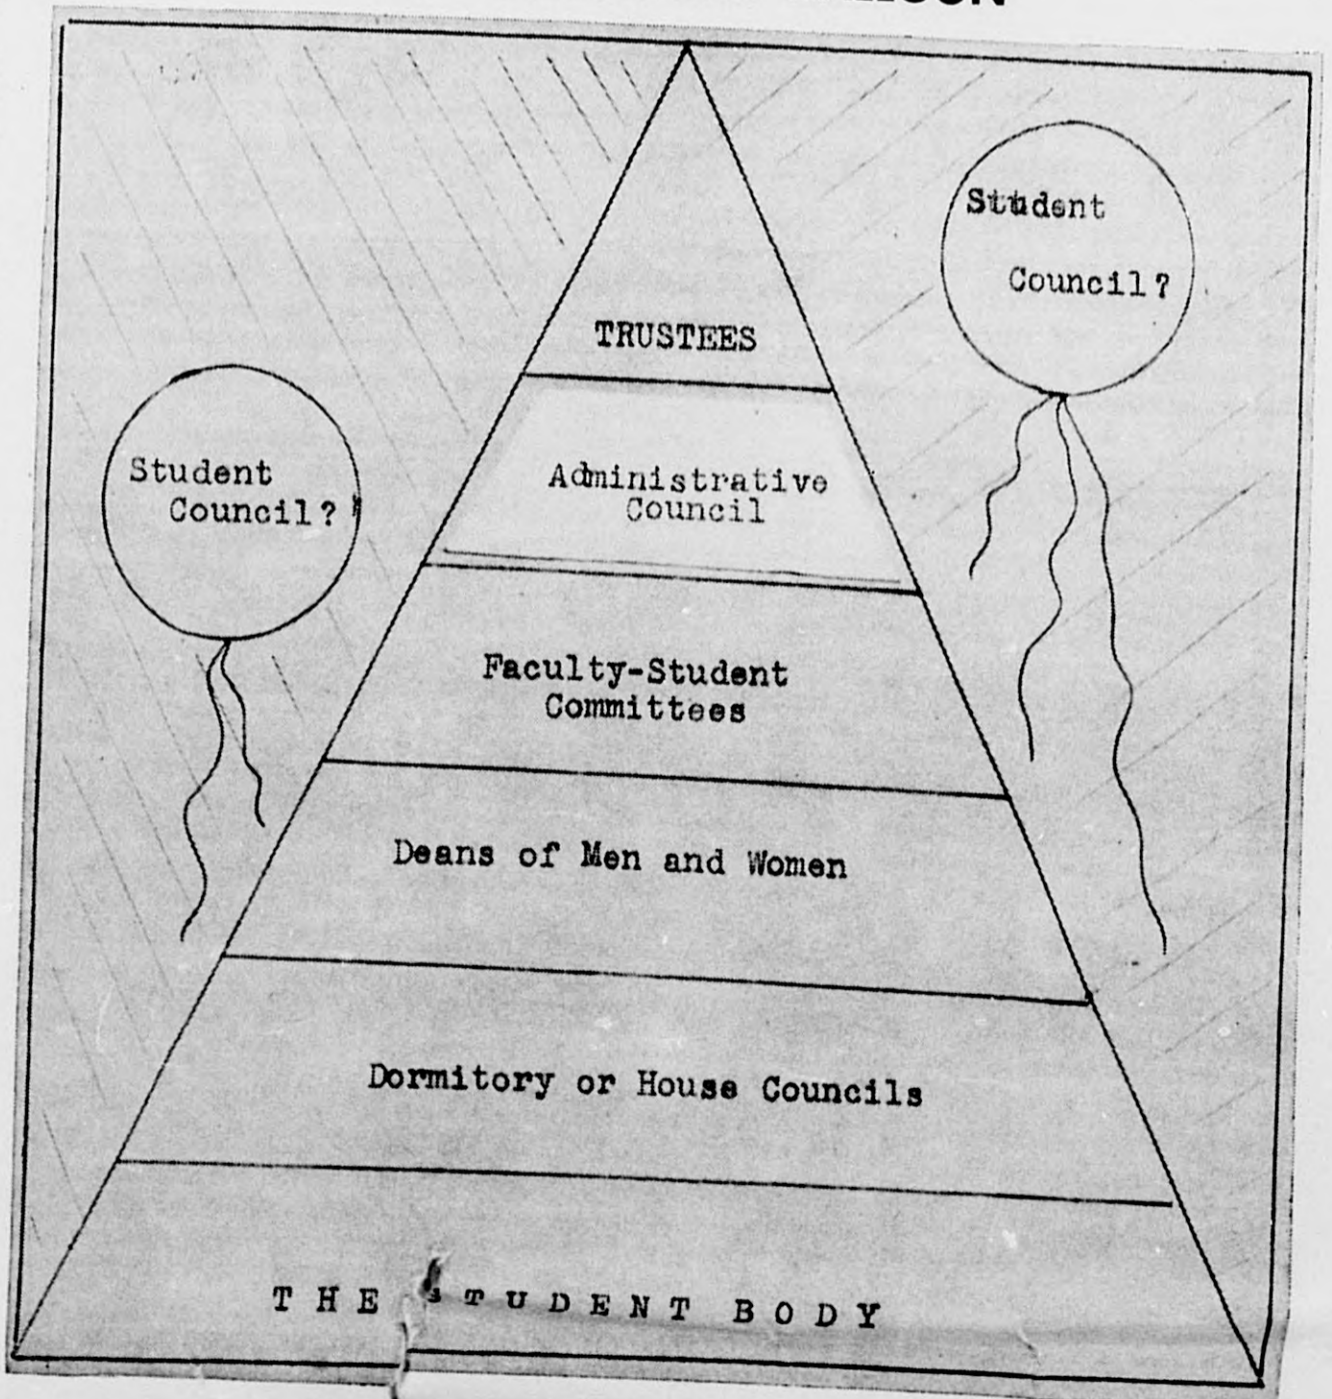 TRUSTEES
Student
Council?
Administrative
Council
Student
Council?
Faculty-Student
Committees
Deans of Men and Women
Dormitory or House Councils
THE STUDENT BODY